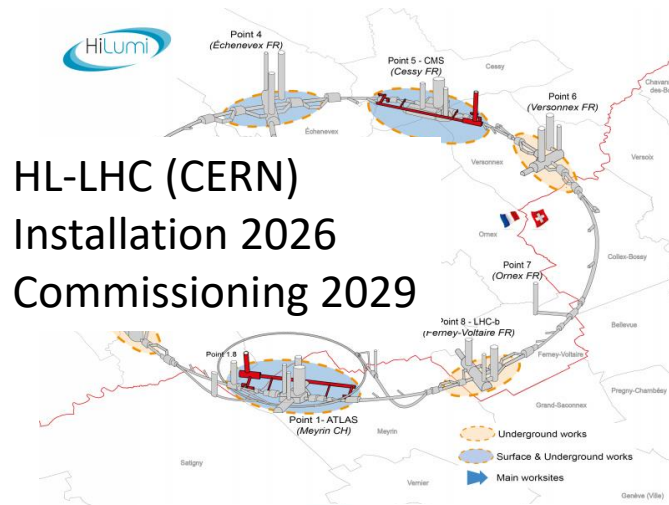 HiLumi
Point 4
(Échenevex FR)
Point 5 - CMS
(Cessy FR)
Cessy
Point 6
(Versonnex FR)
Échenevex
Versonnex
Versoix
HL-LHC (CERN)
Installation 2026
Commissioning 2029
Ornex
Point 7
(Ornex FR)
Collex-Bossy
Bellevue
Point 8 - LHC-b
(Ferney-Voltaire FR)
Ferney-Voltaire
Point 1.8
Pregny-Chambésy
Grand-Saconnex
Point 1- ATLAS
(Meyrin CH)
Meyrin
Underground works
Surface & Underground works
Main worksites
Satigny
Vernier
Genève (Ville)